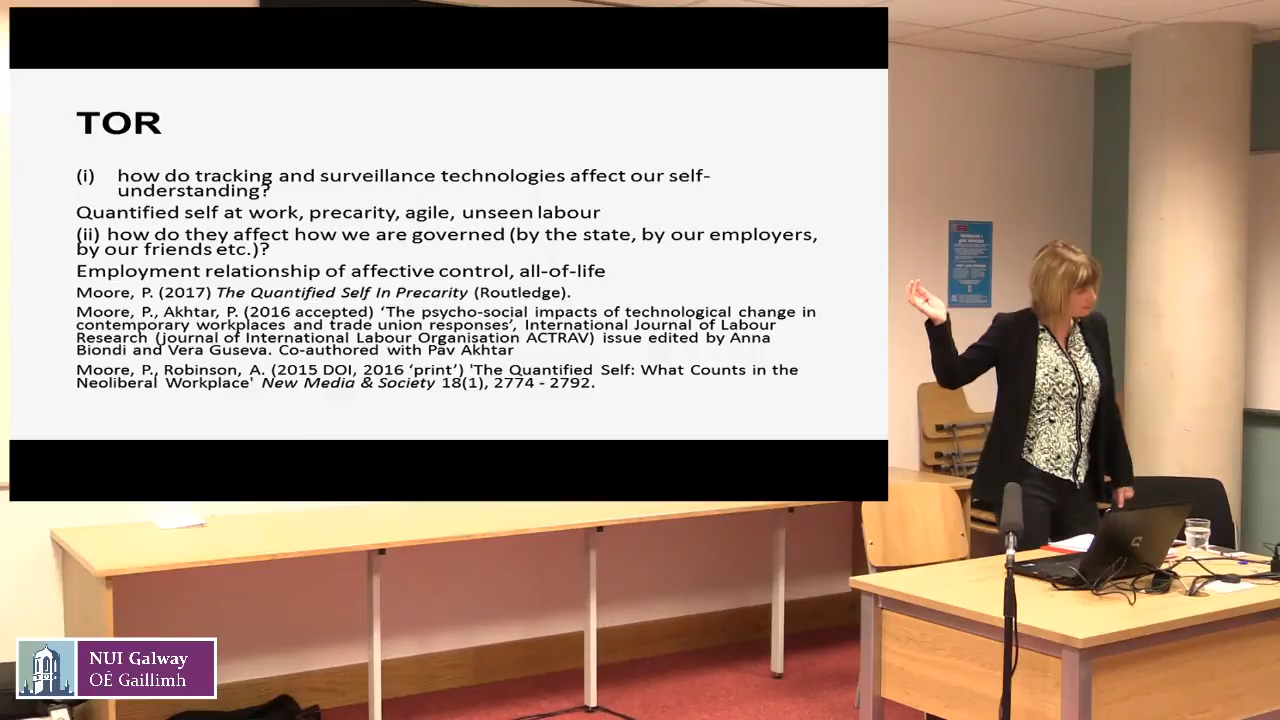 TOR
(i) how do tracking and surveillance technologies affect our self-
understanding?
Quantified self at work, precarity, agile, unseen labour
(ii) how do they affect how we are governed (by the state, by our employers,
by our friends etc.)?
Employment relationship of affective control, all-of-life
Moore, P. (2017) The Quantified Self In Precarity (Routledge).
Moore, P., Akhtar, P. (2016 accepted) ‘The psycho-social impacts of technological change in
contemporary workplaces and trade union responses’, International Journal of Labour
Research (journal of International Labour Organisation ACTRAV) issue edited by Anna
Biondi and Vera Guseva. Co-authored with Pav Akhtar
Moore, P., Robinson, A. (2015 DOI, 2016 ‘print’) 'The Quantified Self: What Counts in the
Neoliberal Workplace' New Media & Society 18(1), 2774 - 2792.
NUI Galway
OÉ Gaillimh